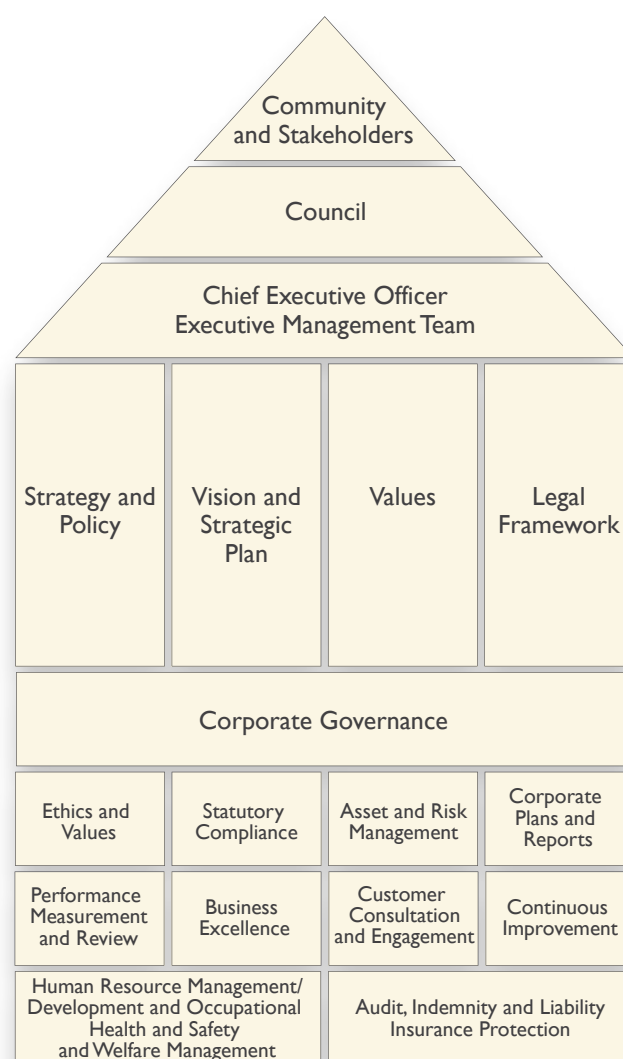 Community
and Stakeholders
Council
Chief Executive Officer
Executive Management Team
Strategy and
Policy
Vision and
Strategic
Plan
Values
Legal
Framework
Corporate Governance
Ethics and
Values
Statutory
Compliance
Asset and Risk
Management
Corporate
Plans and
Reports
Performance
Measurement
and Review
Business
Excellence
Customer
Consultation
and Engagement
Continuous
Improvement
Human Resource Management/
Development and Occupational
Health and Safety
and Welfare Management
Audit, Indemnity and Liability
Insurance Protection